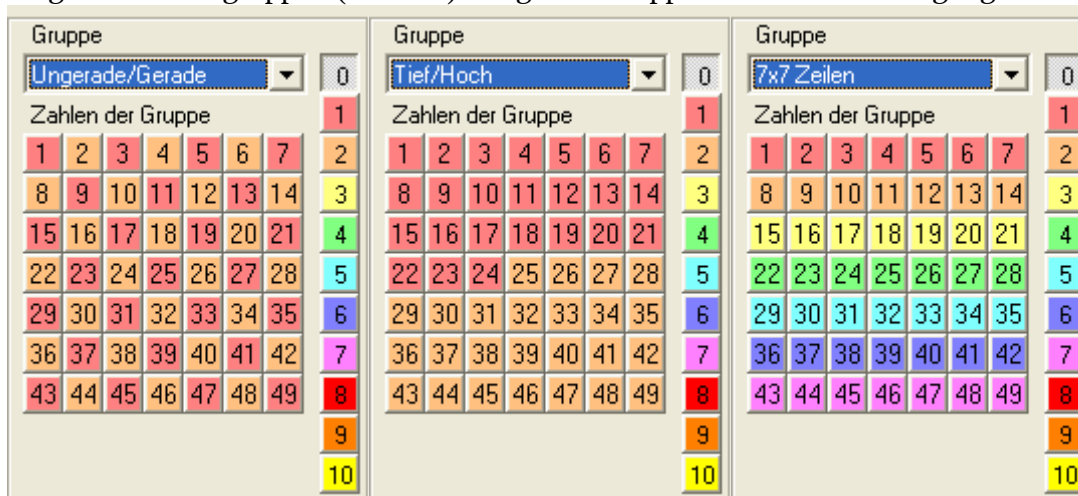 Gruppe
Ungerade/Gerade 0
Zahlen der Gruppe 1
1 2 3 4 5 6 7 2
8 9 10 11 12 13 14 3
15 16 17 18 19 20 21 4
22 23 24 25 26 27 28 5
29 30 31 32 33 34 35 6
36 37 38 39 40 41 42 7
43 44 45 46 47 48 49 8
9
10
Gruppe
Tief/Hoch 0
Zahlen der Gruppe 1
1 2 3 4 5 6 7 2
8 9 10 11 12 13 14 3
15 16 17 18 19 20 21 4
22 23 24 25 26 27 28 5
29 30 31 32 33 34 35 6
36 37 38 39 40 41 42 7
43 44 45 46 47 48 49 8
9
10
Gruppe
7x7 Zeilen 0
Zahlen der Gruppe 1
1 2 3 4 5 6 7 2
8 9 10 11 12 13 14 3
15 16 17 18 19 20 21 4
22 23 24 25 26 27 28 5
29 30 31 32 33 34 35 6
36 37 38 39 40 41 42 7
43 44 45 46 47 48 49 8
9
10